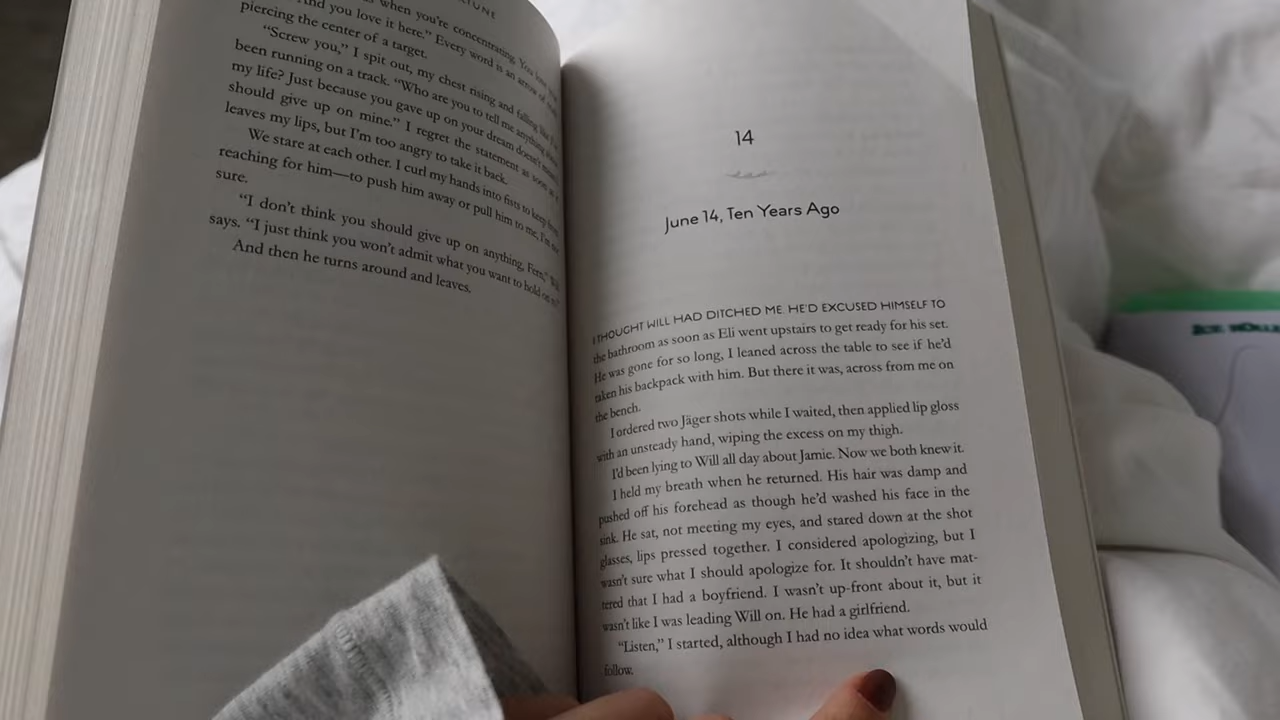 TUNE
when you're concentrating. You
And you love it here." Every word is an arrow
piercing the center of a target.
"Screw you," I spit out, my chest rising and falling like I've
been running on a track. "Who are you to tell me anything about
my life? Just because you gave up on your dream doesn't mean I
should give up on mine." I regret the statement as soon as it
leaves my lips, but I'm too angry to take it back.
We stare at each other. I curl my hands into fists to keep from
reaching for him—to push him away or pull him to me, I'm not
sure.
"I don't think you should give up on anything, Fern," Will
says. "I just think you won't admit what you want to hold on to."
And then he turns around and leaves.
14
June 14, Ten Years Ago
I THOUGHT WILL HAD DITCHED ME. HE'D EXCUSED HIMSELF TO
the bathroom as soon as Eli went upstairs to get ready for his set.
He was gone for so long, I leaned across the table to see if he'd
taken his backpack with him. But there it was, across from me on
the bench.
I ordered two Jäger shots while I waited, then applied lip gloss
with an unsteady hand, wiping the excess on my thigh.
I'd been lying to Will all day about Jamie. Now we both knew it.
I held my breath when he returned. His hair was damp and
pushed off his forehead as though he'd washed his face in the
sink. He sat, not meeting my eyes, and stared down at the shot
glasses, lips pressed together. I considered apologizing, but I
wasn't sure what I should apologize for. It shouldn't have mat-
tered that I had a boyfriend. I wasn't up-front about it, but it
wasn't like I was leading Will on. He had a girlfriend.
"Listen," I started, although I had no idea what words would
follow.